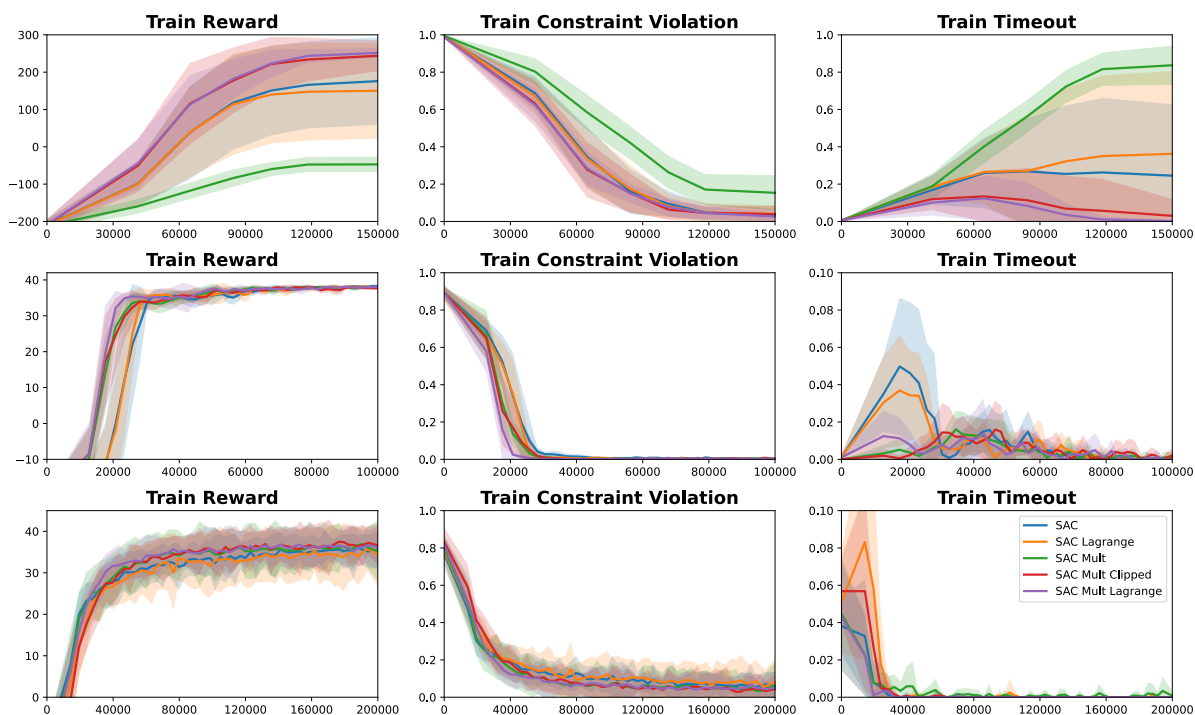 Train Reward
Train Constraint Violation
Train Timeout
300
200
100
0
−100
−200
0 30000 60000 90000 120000 150000
1.0
0.8
0.6
0.4
0.2
0.0
0 30000 60000 90000 120000 150000
1.0
0.8
0.6
0.4
0.2
0.0
0 30000 60000 90000 120000 150000
Train Reward
Train Constraint Violation
Train Timeout
40
30
20
10
0
−10
0 20000 40000 60000 80000 100000
1.0
0.8
0.6
0.4
0.2
0.0
0 20000 40000 60000 80000 100000
0.10
0.08
0.06
0.04
0.02
0.00
0 20000 40000 60000 80000 100000
Train Reward
Train Constraint Violation
Train Timeout
40
30
20
10
0
0 40000 80000 120000 160000 200000
1.0
0.8
0.6
0.4
0.2
0.0
0 40000 80000 120000 160000 200000
0.10
0.08
0.06
0.04
0.02
0.00
0 40000 80000 120000 160000 200000
SAC
SAC Lagrange
SAC Mult
SAC Mult Clipped
SAC Mult Lagrange